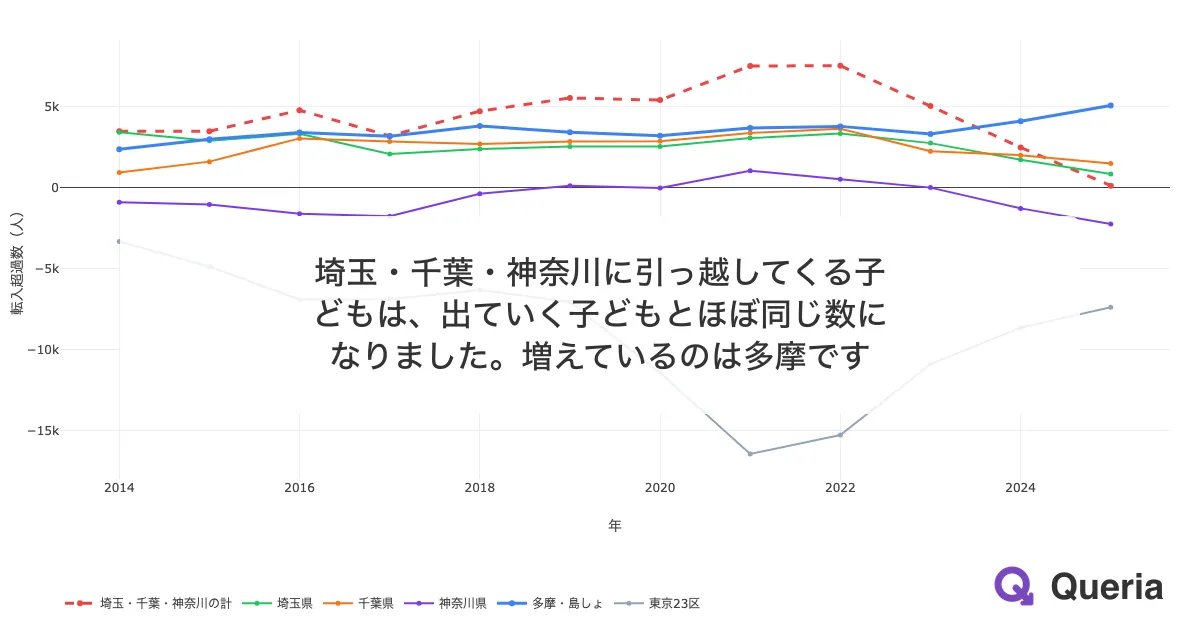 5k
0
−5k
−10k
−15k
転入超過数（人）
埼玉・千葉・神奈川に引っ越してくる子
どもは、出ていく子どもとほぼ同じ数に
なりました。増えているのは多摩です
2014 2016 2018 2020 2022 2024
年
埼玉・千葉・神奈川の計 埼玉県 千葉県 神奈川県 多摩・島しょ 東京23区
Queria